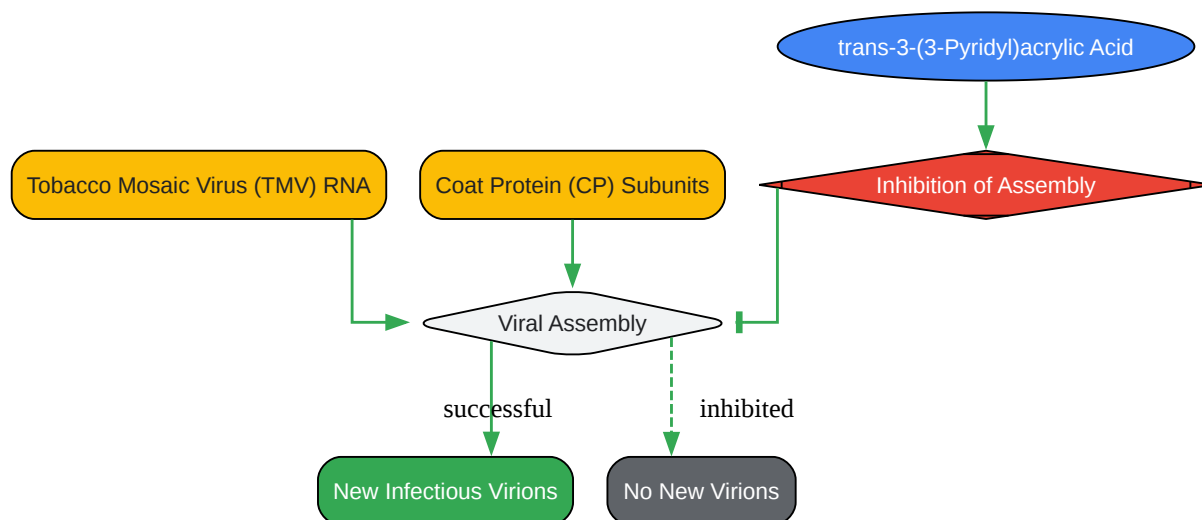 trans-3-(3-Pyridyl)acrylic Acid
Tobacco Mosaic Virus (TMV) RNA
Coat Protein (CP) Subunits
Inhibition of Assembly
Viral Assembly
successful
inhibited
New Infectious Virions
No New Virions